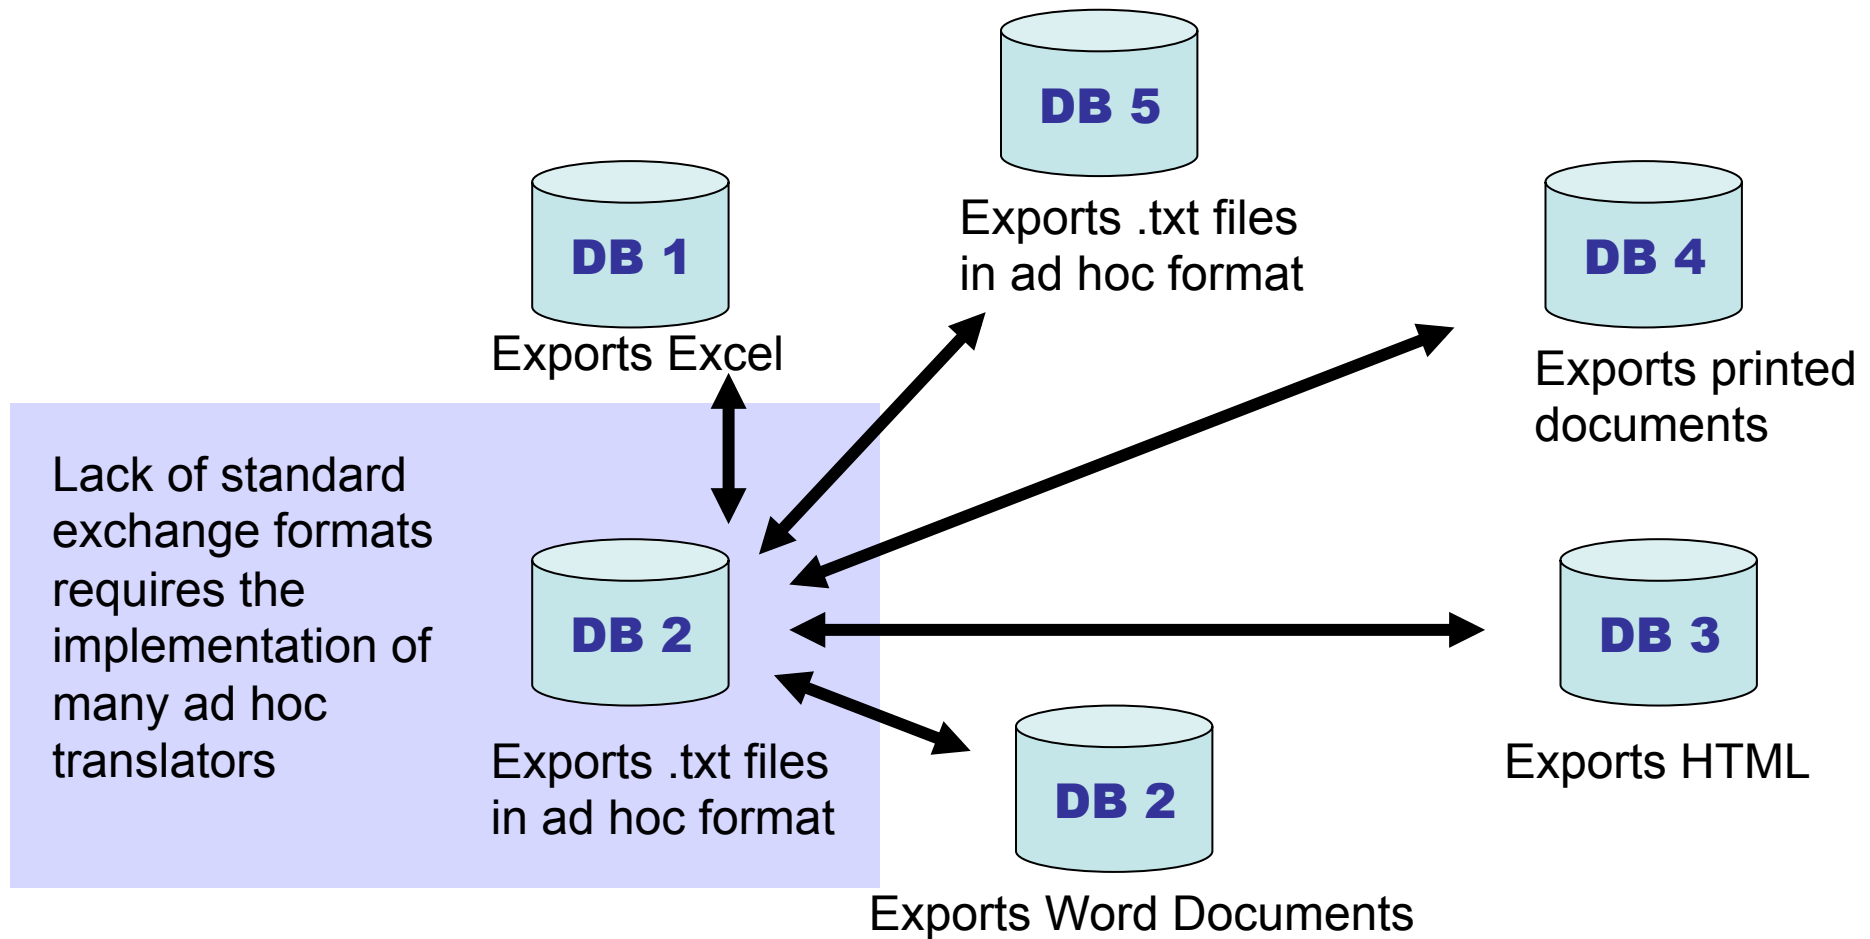 DB 5
Exports .txt files
in ad hoc format
DB 1
Exports Excel
DB 4
Exports printed
documents
Lack of standard
exchange formats
requires the
implementation of
many ad hoc
translators
DB 2
Exports .txt files
in ad hoc format
DB 3
Exports HTML
DB 2
Exports Word Documents